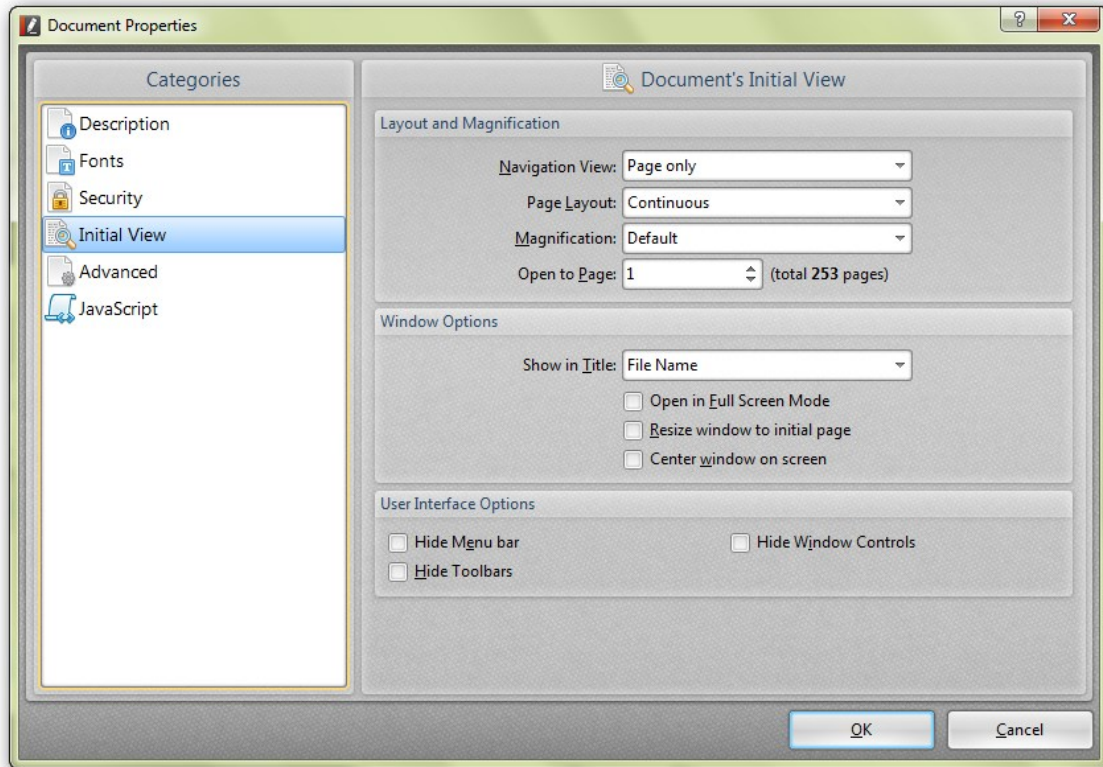 Document Properties
Categories
Description
Fonts
Security
Initial View
Advanced
JavaScript
Document's Initial View
Layout and Magnification
Navigation View: Page only
Page Layout: Continuous
Magnification: Default
Open to Page: 1 (total 253 pages)
Window Options
Show in Title: File Name
Open in Full Screen Mode
Resize window to initial page
Center window on screen
User Interface Options
Hide Menu bar
Hide Window Controls
Hide Toolbars
OK
Cancel